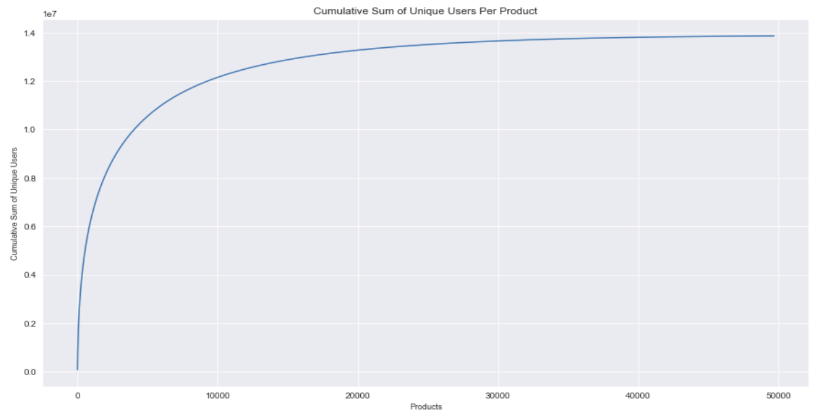 Cumulative Sum of Unique Users Per Product
1e7
1.4
1.2
1.0
0.8
0.6
0.4
0.2
0.0
Cumulative Sum of Unique Users
0 10000 20000 30000 40000 50000
Products